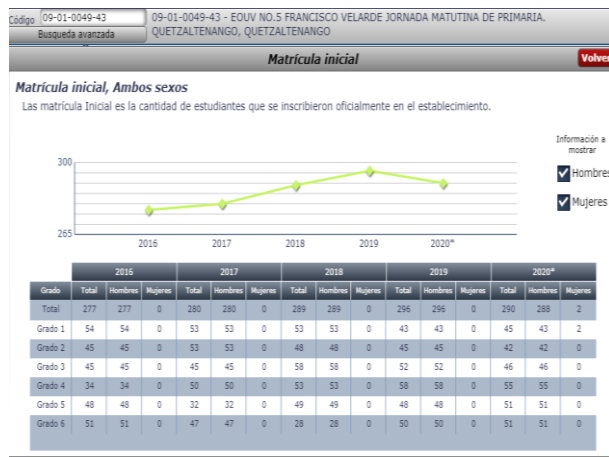 Código 09-01-0049-43 09-01-0049-43 - EOUV NO.5 FRANCISCO VELARDE JORNADA MATUTINA DE PRIMARIA.
Busqueda avanzada QUETZALTENANGO, QUETZALTENANGO
Matrícula inicial Volver
Matrícula inicial, Ambos sexos
Las matrícula Inicial es la cantidad de estudiantes que se inscribieron oficialmente en el establecimiento.
Información a
mostrar
300
Hombres
Mujeres
265
2016 2017 2018 2019 2020*
2016 2017 2018 2019 2020*
Grado Total Hombres Mujeres Total Hombres Mujeres Total Hombres Mujeres Total Hombres Mujeres Total Hombres Mujeres
Total 277 277 0 280 280 0 289 289 0 296 296 0 290 288 2
Grado 1 54 54 0 53 53 0 53 53 0 43 43 0 45 43 2
Grado 2 45 45 0 53 53 0 48 48 0 45 45 0 42 42 0
Grado 3 45 45 0 45 45 0 58 58 0 52 52 0 46 46 0
Grado 4 34 34 0 50 50 0 53 53 0 58 58 0 55 55 0
Grado 5 48 48 0 32 32 0 49 49 0 48 48 0 51 51 0
Grado 6 51 51 0 47 47 0 28 28 0 50 50 0 51 51 0